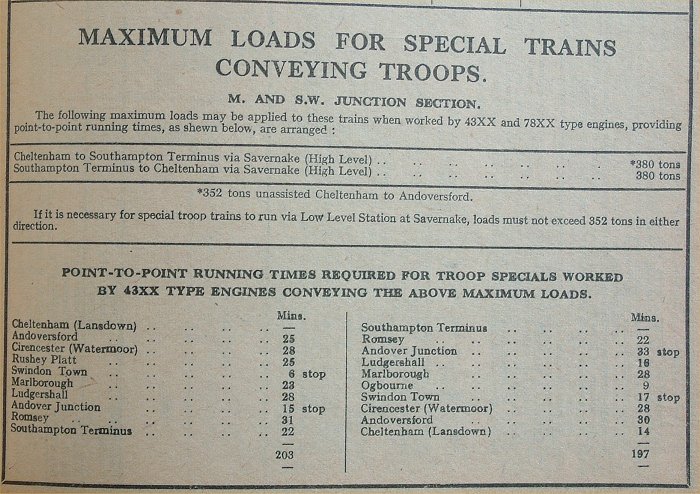 MAXIMUM LOADS FOR SPECIAL TRAINS
CONVEYING TROOPS.
M. AND S.W. JUNCTION SECTION.
The following maximum loads may be applied to these trains when worked by 43XX and 78XX type engines, providing
point-to-point running times, as shewn below, are arranged :
Cheltenham to Southampton Terminus via Savernake (High Level) .. .. .. .. .. .. .. *380 tons
Southampton Terminus to Cheltenham via Savernake (High Level) .. .. .. .. .. .. .. 380 tons
*352 tons unassisted Cheltenham to Andoversford.
If it is necessary for special troop trains to run via Low Level Station at Savernake, loads must not exceed 352 tons in either
direction.
POINT-TO-POINT RUNNING TIMES REQUIRED FOR TROOP SPECIALS WORKED
BY 43XX TYPE ENGINES CONVEYING THE ABOVE MAXIMUM LOADS.
Mins.
Cheltenham (Lansdown) .. .. .. .. —
Andoversford .. .. .. .. 25
Cirencester (Watermoor) .. .. .. .. 28
Rushey Platt .. .. .. .. 25
Swindon Town .. .. .. .. 6 stop
Marlborough .. .. .. .. 23
Ludgershall .. .. .. .. 28
Andover Junction .. .. .. .. 15 stop
Romsey .. .. .. .. 31
Southampton Terminus .. .. .. .. 22
—
203
—
Mins.
Southampton Terminus .. .. .. .. —
Romsey .. .. .. .. 22
Andover Junction .. .. .. .. 33 stop
Ludgershall .. .. .. .. 16
Marlborough .. .. .. .. 28
Ogbourne .. .. .. .. 9
Swindon Town .. .. .. .. 17 stop
Cirencester (Watermoor) .. .. .. .. 28
Andoversford .. .. .. .. 30
Cheltenham (Lansdown) .. .. .. .. 14
—
197
—